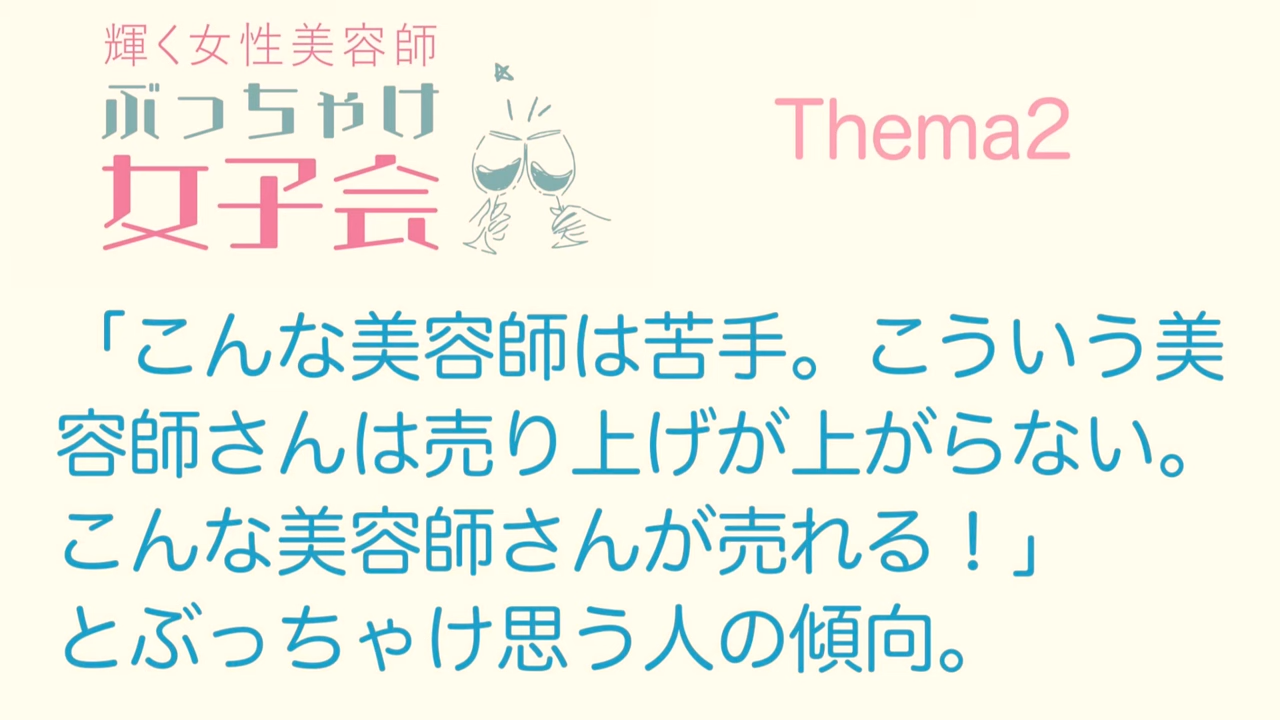 輝く女性美容師
ぶっちゃけ
女子会
Thema2
「こんな美容師は苦手。こういう美
容師さんは売り上げが上がらない。
こんな美容師さんが売れる！」
とぶっちゃけ思う人の傾向。